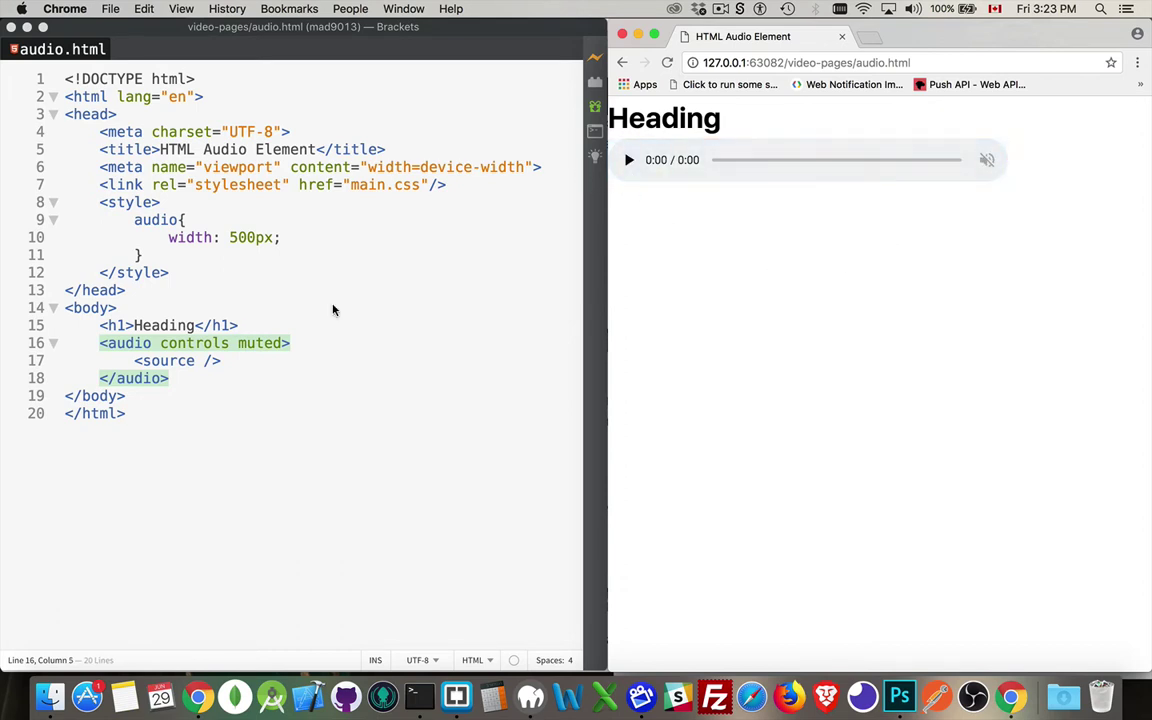 Chrome File Edit View History Bookmarks People Window Help 100% Fri 3:23 PM
video-pages/audio.html (mad9013) — Brackets
audio.html
1 <!DOCTYPE html>
2 <html lang="en">
3 <head>
4 <meta charset="UTF-8">
5 <title>HTML Audio Element</title>
6 <meta name="viewport" content="width=device-width">
7 <link rel="stylesheet" href="main.css"/>
8 <style>
9 audio{
10 width: 500px;
11 }
12 </style>
13 </head>
14 <body>
15 <h1>Heading</h1>
16 <audio controls muted>
17 <source />
18 </audio>
19 </body>
20 </html>
Line 16, Column 5 — 20 Lines INS UTF-8 HTML Spaces: 4
HTML Audio Element
127.0.0.1:63082/video-pages/audio.html
Apps Click to run some s... Web Notification Im... Push API - Web API... »
Heading
0:00 / 0:00
1 29 Ps